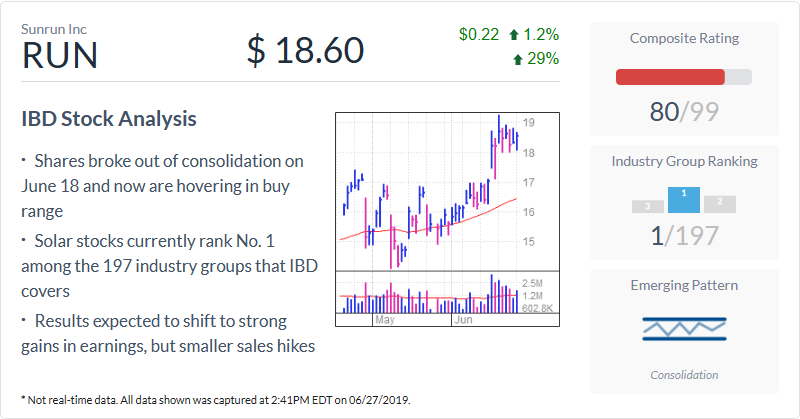 Sunrun Inc
RUN
$ 18.60
$0.22 1.2%
29%
IBD Stock Analysis
· Shares broke out of consolidation on
June 18 and now are hovering in buy
range
· Solar stocks currently rank No. 1
among the 197 industry groups that IBD
covers
· Results expected to shift to strong
gains in earnings, but smaller sales hikes
19
18
17
16
15
2.5M
1.2M
602.8K
May Jun
Composite Rating
80/99
Industry Group Ranking
3 1 2
1/197
Emerging Pattern
Consolidation
* Not real-time data. All data shown was captured at 2:41PM EDT on 06/27/2019.